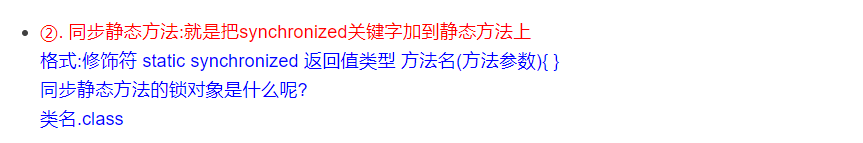 ②. 同步静态方法:就是把synchronized关键字加到静态方法上
格式:修饰符 static synchronized 返回值类型 方法名(方法参数){ }
同步静态方法的锁对象是什么呢?
类名.class